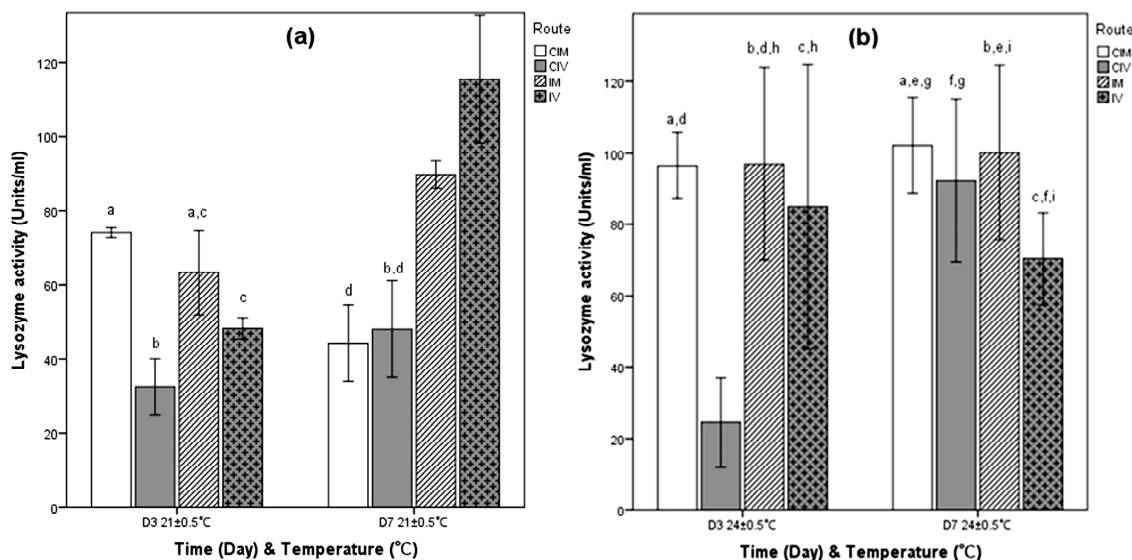 (a)
Route
CIM
CIV
IM
IV
Lysozyme activity (Units/ml)
120
100
80
60
40
20
0
a
b
a,c
c
d
b,d
D3 21±0.5°C
D7 21±0.5°C
Time (Day) & Temperature (°C)
(b)
Route
CIM
CIV
IM
IV
Lysozyme activity (Units/ml)
120
100
80
60
40
20
0
a,d
b,d,h
c,h
a,e,g
f,g
b,e,i
c,f,i
D3 24±0.5°C
D7 24±0.5°C
Time (Day) & Temperature (°C)